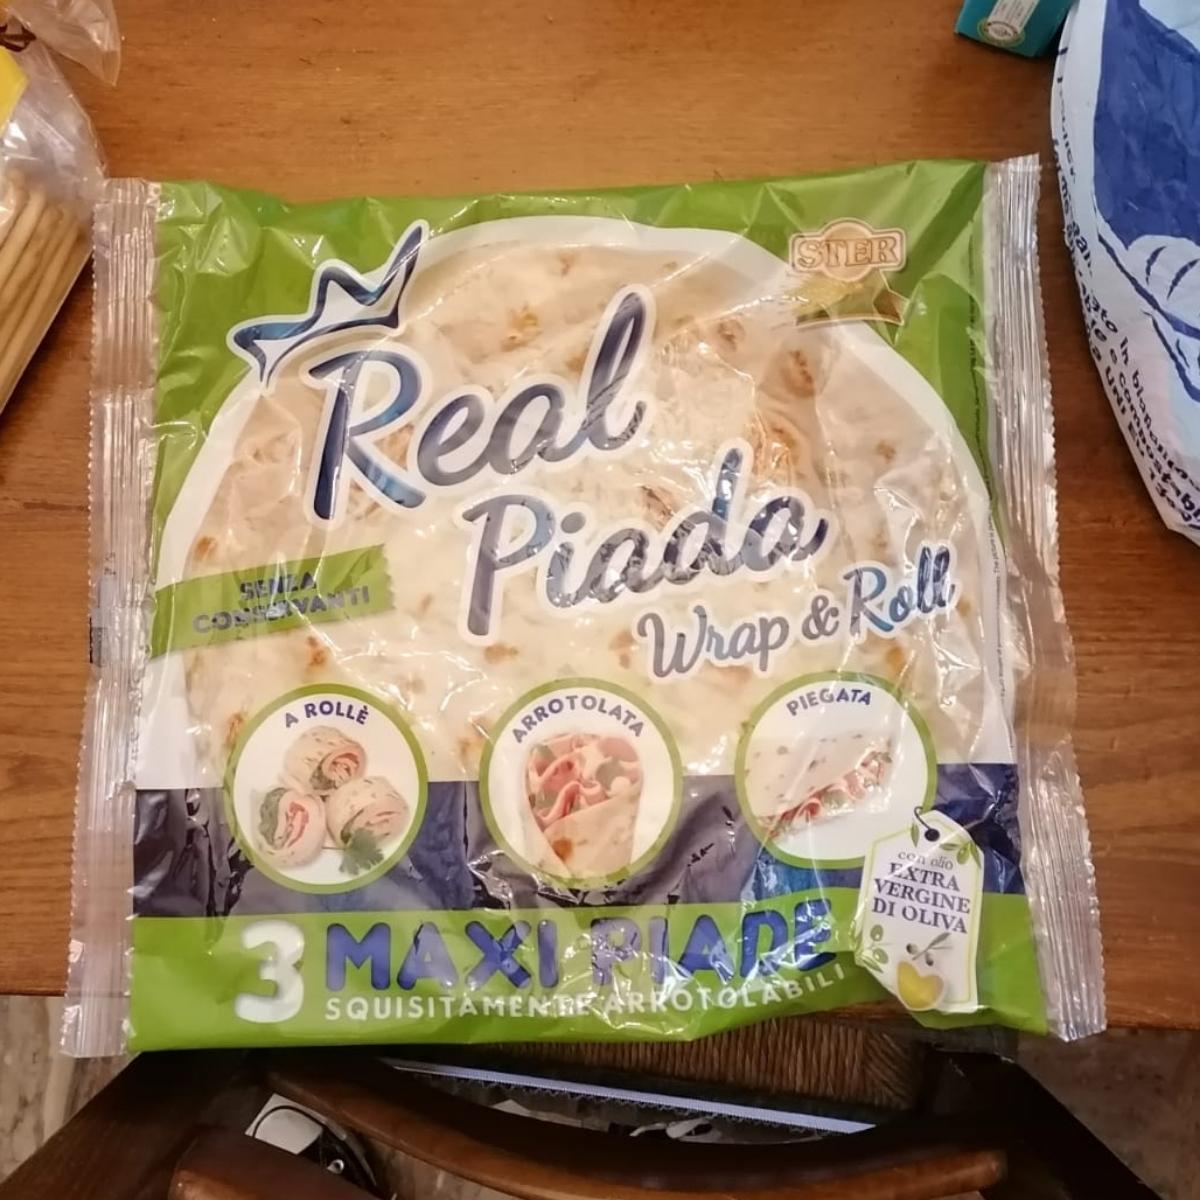 STER
Real
Piada
Wrap & Roll
SENZA
CONSERVANTI
A ROLLÈ
ARROTOLATA
PIEGATA
con olio
EXTRA
VERGINE
DI OLIVA
3 MAXI PIADE
SQUISITAMENTE ARROTOLABILI